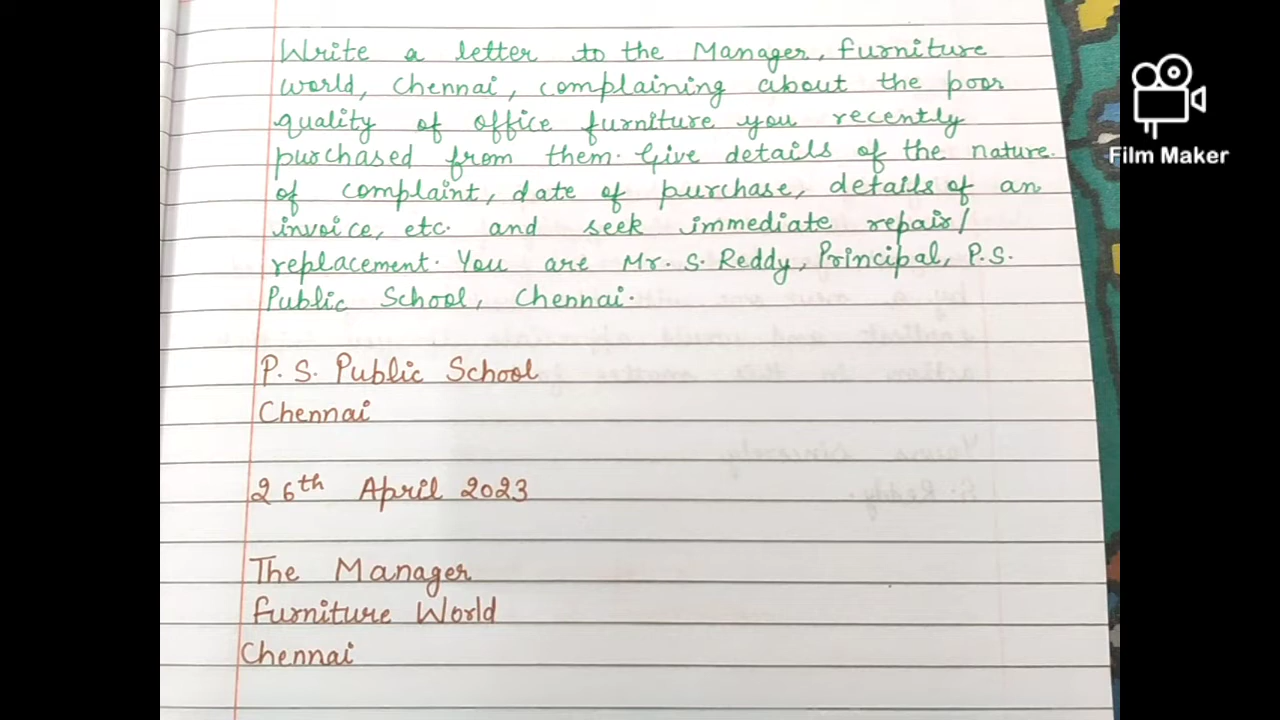 Write a letter to the Manager, Furniture
world, Chennai, complaining about the poor
quality of office furniture you recently
purchased from them. Give details of the nature
of complaint, date of purchase, details of an
invoice, etc. and seek immediate repair/
replacement. You are Mr. S. Reddy, Principal, P.S.
Public School, Chennai.
P. S. Public School
Chennai
26th April 2023
The Manager
Furniture World
Chennai
Film Maker